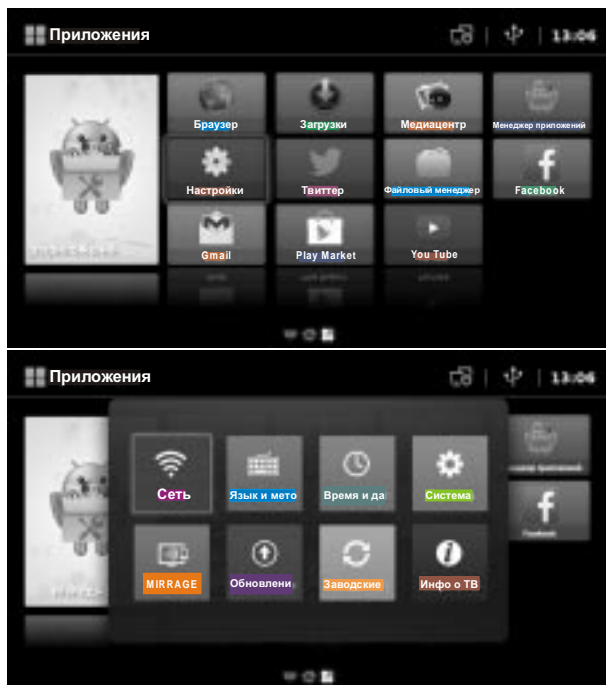 Приложения
13:06
Браузер
Загрузки
Медиацентр
Менеджер приложений
Настройки
Твиттер
Файловый менеджер
Facebook
Gmail
Play Market
You Tube
Приложения
13:06
Сеть
Язык и мето
Время и да
Система
MIRRAGE
Обновлени
Заводские
Инфо о ТВ
Facebook